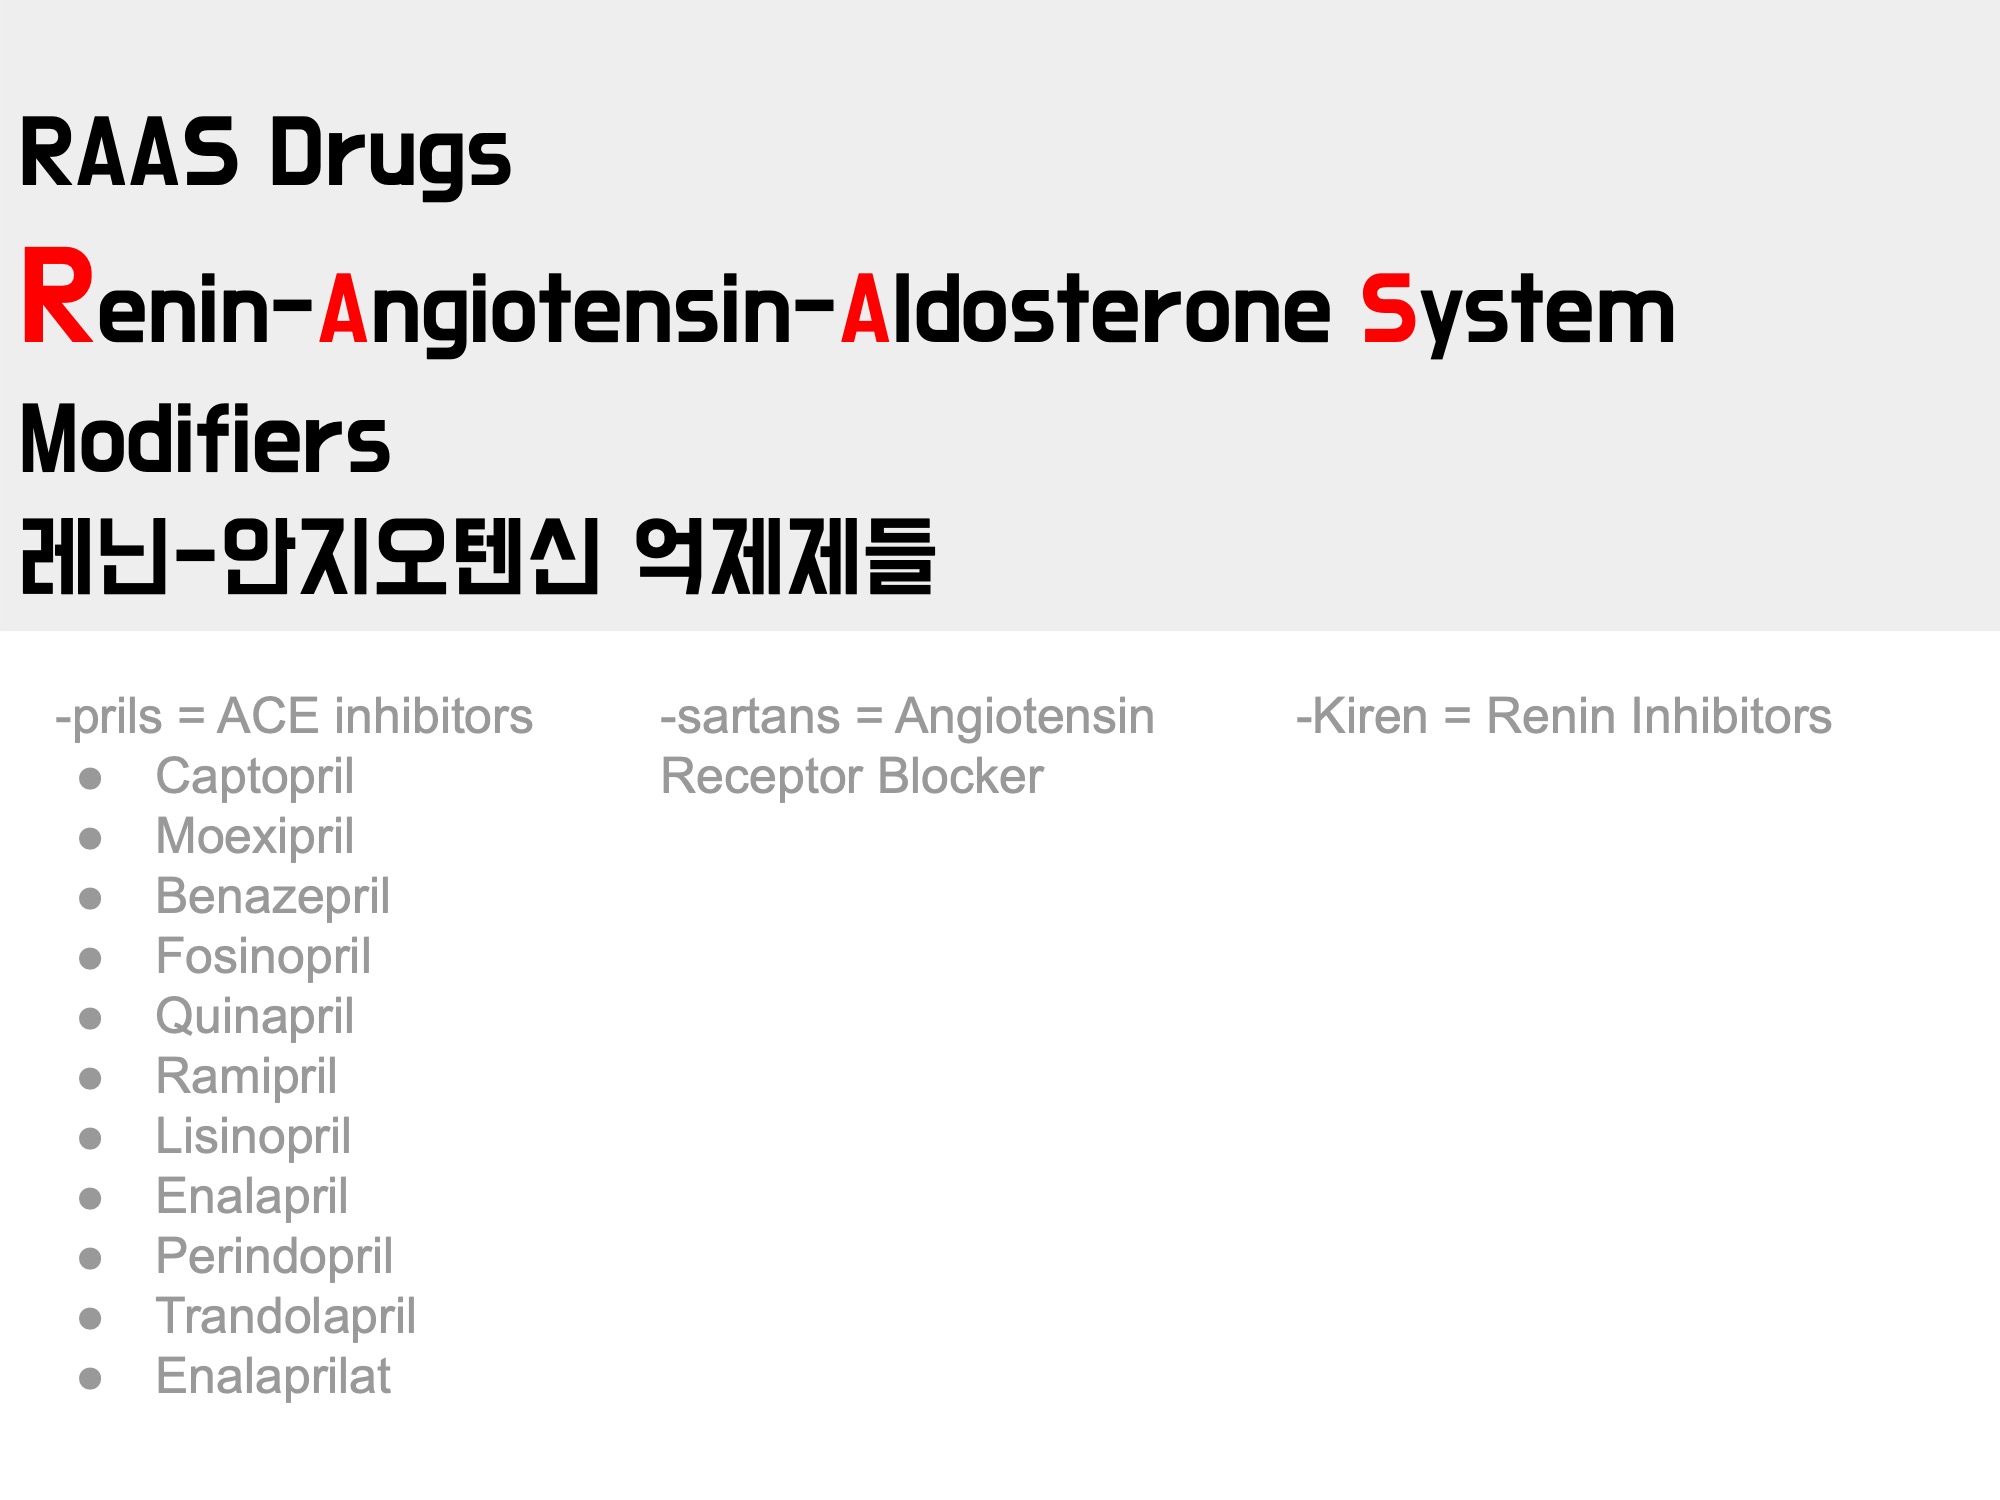 RAAS Drugs
Renin-Angiotensin-Aldosterone System
Modifiers
레닌-안지오텐신 억제제들
-prils = ACE inhibitors
● Captopril
● Moexipril
● Benazepril
● Fosinopril
● Quinapril
● Ramipril
● Lisinopril
● Enalapril
● Perindopril
● Trandolapril
● Enalaprilat
-sartans = Angiotensin
Receptor Blocker
-Kiren = Renin Inhibitors